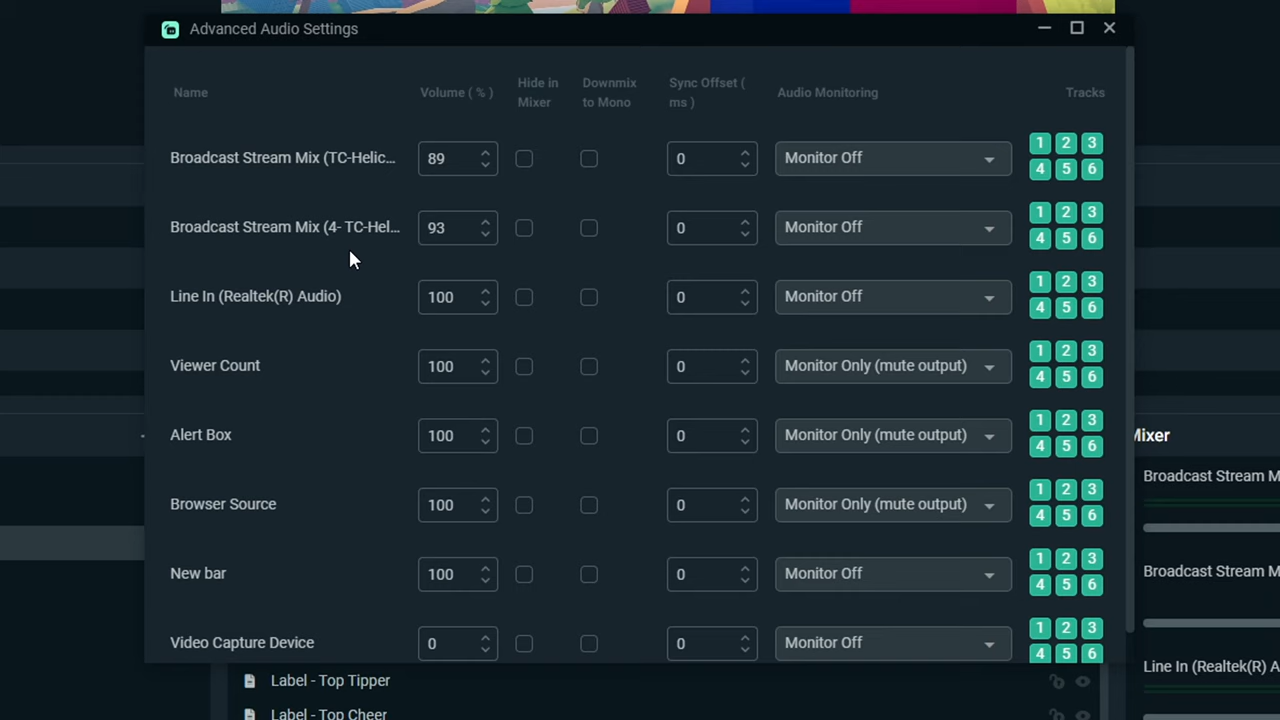 Advanced Audio Settings
Name Volume ( % ) Hide in Mixer Downmix to Mono Sync Offset ( ms ) Audio Monitoring Tracks
Broadcast Stream Mix (TC-Helic... 89 0 Monitor Off 1 2 3
4 5 6
Broadcast Stream Mix (4- TC-Hel... 93 0 Monitor Off 1 2 3
4 5 6
Line In (Realtek(R) Audio) 100 0 Monitor Off 1 2 3
4 5 6
Viewer Count 100 0 Monitor Only (mute output) 1 2 3
4 5 6
Alert Box 100 0 Monitor Only (mute output) 1 2 3
4 5 6
Mixer
Broadcast Stream M
Browser Source 100 0 Monitor Only (mute output) 1 2 3
4 5 6
New bar 100 0 Monitor Off 1 2 3
4 5 6
Broadcast Stream M
Video Capture Device 0 0 Monitor Off 1 2 3
4 5 6
Line In (Realtek(R) A
Label - Top Tipper
Label - Top Cheer